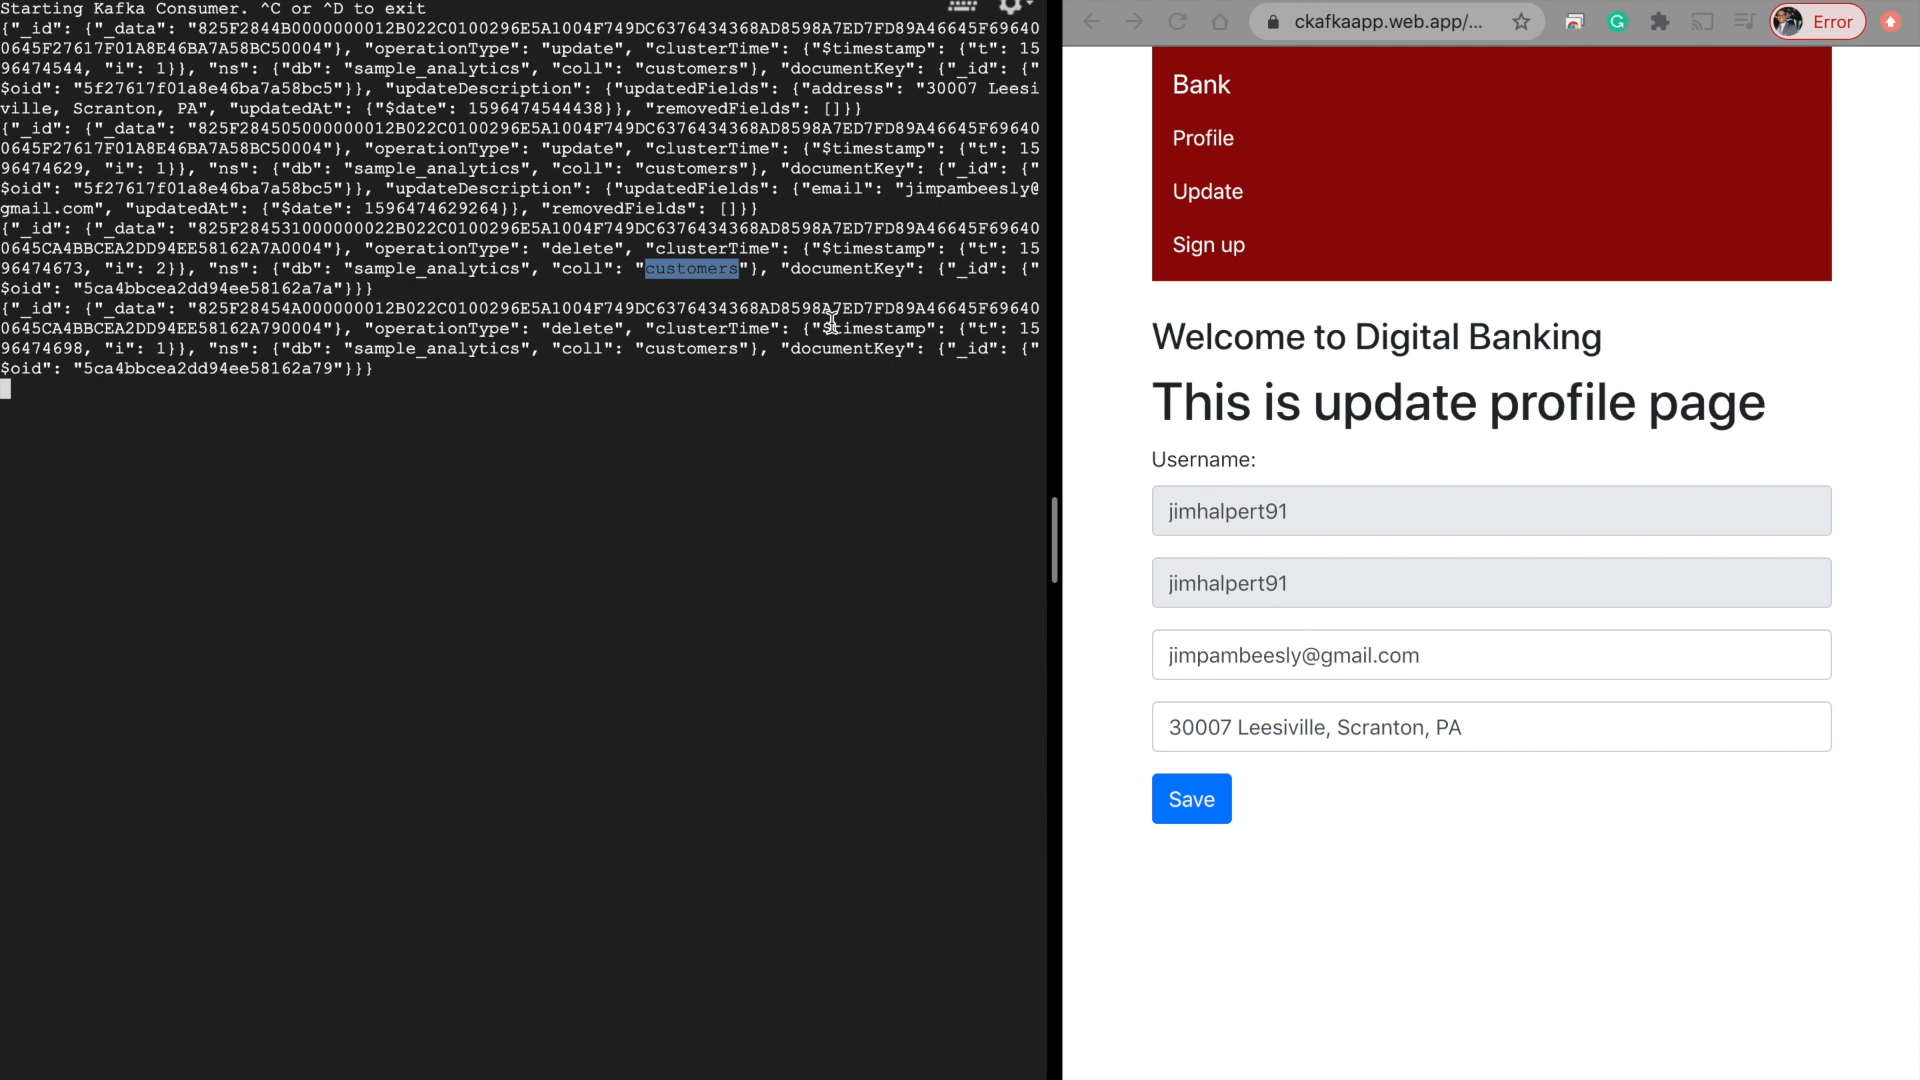 Starting Kafka Consumer. ^C or ^D to exit
{"_id": {"_data": "825F2844B0000000012B022C0100296E5A1004F749DC6376434368AD8598A7ED7FD89A46645F69640
0645F27617F01A8E46BA7A58BC50004"}, "operationType": "update", "clusterTime": {"$timestamp": {"t": 15
96474544, "i": 1}}, "ns": {"db": "sample_analytics", "coll": "customers"}, "documentKey": {"_id": {"
$oid": "5f27617f01a8e46ba7a58bc5"}}, "updateDescription": {"updatedFields": {"address": "30007 Leesi
ville, Scranton, PA", "updatedAt": {"$date": 1596474544438}}, "removedFields": []}}
{"_id": {"_data": "825F284505000000012B022C0100296E5A1004F749DC6376434368AD8598A7ED7FD89A46645F69640
0645F27617F01A8E46BA7A58BC50004"}, "operationType": "update", "clusterTime": {"$timestamp": {"t": 15
96474629, "i": 1}}, "ns": {"db": "sample_analytics", "coll": "customers"}, "documentKey": {"_id": {"
$oid": "5f27617f01a8e46ba7a58bc5"}}, "updateDescription": {"updatedFields": {"email": "jimpambeesly@
gmail.com", "updatedAt": {"$date": 1596474629264}}, "removedFields": []}}
{"_id": {"_data": "825F284531000000022B022C0100296E5A1004F749DC6376434368AD8598A7ED7FD89A46645F69640
0645CA4BBCEA2DD94EE58162A7A0004"}, "operationType": "delete", "clusterTime": {"$timestamp": {"t": 15
96474673, "i": 2}}, "ns": {"db": "sample_analytics", "coll": "customers"}, "documentKey": {"_id": {"
$oid": "5ca4bbcea2dd94ee58162a7a"}}}
{"_id": {"_data": "825F28454A000000012B022C0100296E5A1004F749DC6376434368AD8598A7ED7FD89A46645F69640
0645CA4BBCEA2DD94EE58162A790004"}, "operationType": "delete", "clusterTime": {"$timestamp": {"t": 15
96474698, "i": 1}}, "ns": {"db": "sample_analytics", "coll": "customers"}, "documentKey": {"_id": {"
$oid": "5ca4bbcea2dd94ee58162a79"}}}
ckafkaapp.web.app/...
G
Error
Bank
Profile
Update
Sign up
Welcome to Digital Banking
This is update profile page
Username:
jimhalpert91
jimhalpert91
jimpambeesly@gmail.com
30007 Leesiville, Scranton, PA
Save